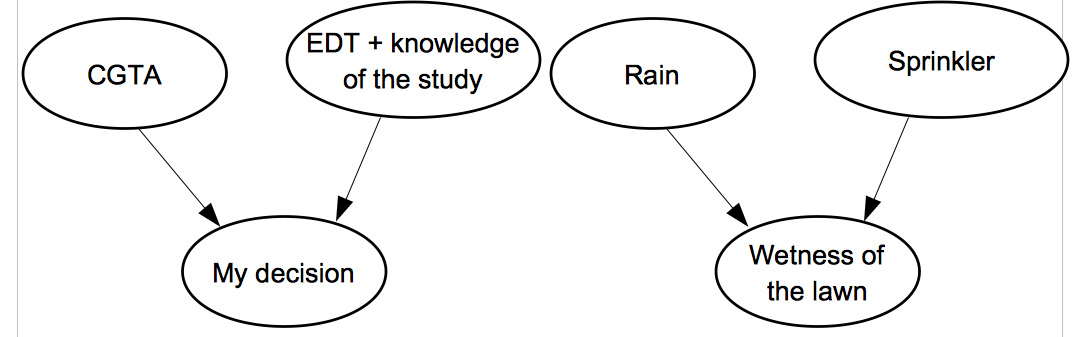 CGTA
EDT + knowledge
of the study
My decision
Rain
Sprinkler
Wetness of
the lawn